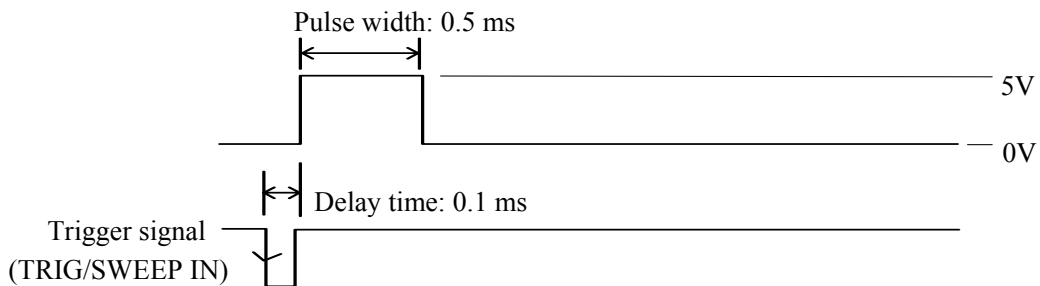 Pulse width: 0.5 ms
5V
0V
Delay time: 0.1 ms
Trigger signal
(TRIG/SWEEP IN)